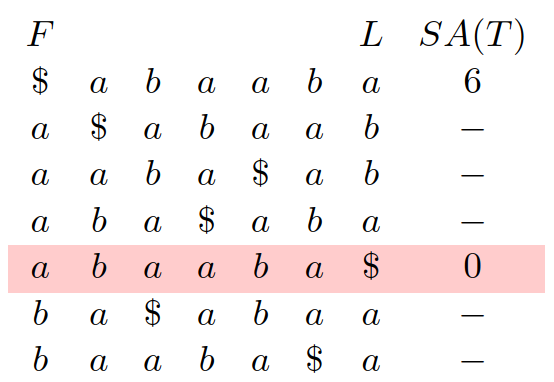 F L SA(T)
$ a b a a b a 6
a $ a b a a b −
a a b a $ a b −
a b a $ a b a −
a b a a b a $ 0
b a $ a b a a −
b a a b a $ a −